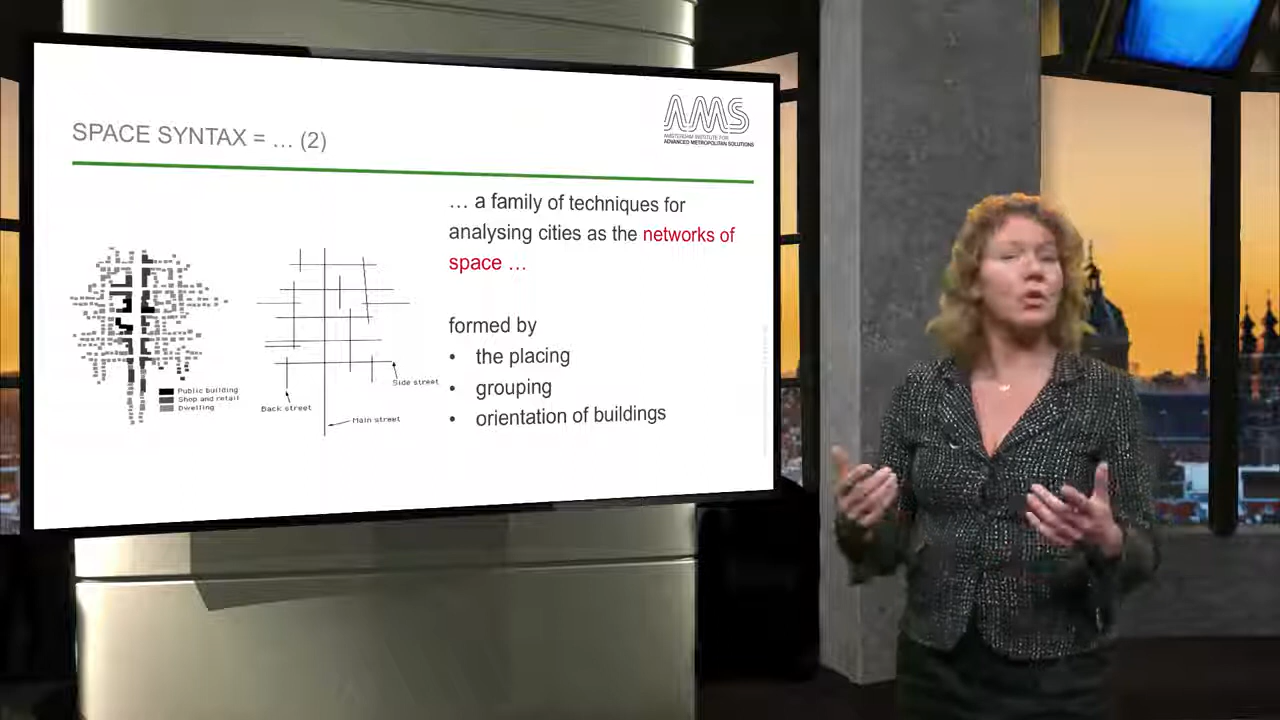 SPACE SYNTAX = … (2)
AMS
AMSTERDAM INSTITUTE FOR
ADVANCED METROPOLITAN SOLUTIONS
… a family of techniques for
analysing cities as the networks of
space …
formed by
• the placing
• grouping
• orientation of buildings
Public building
Shop and retail
Dwelling
Side street
Back street
Main street